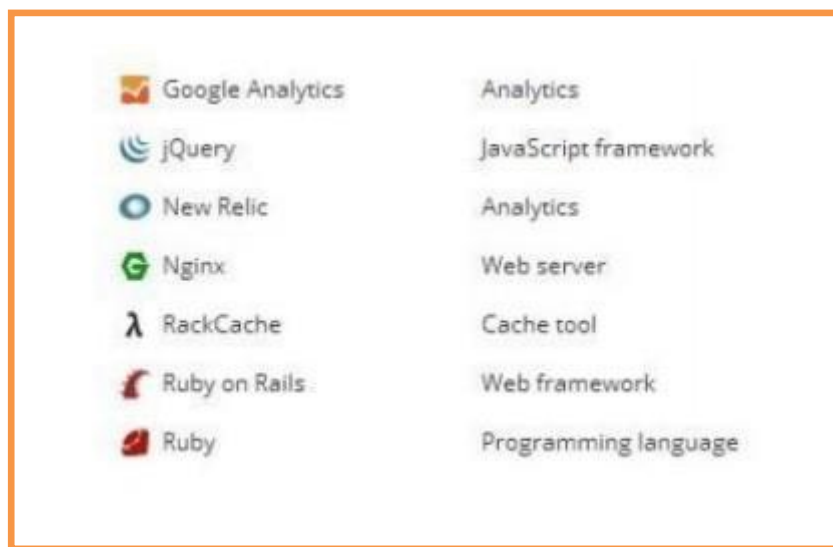 Google Analytics Analytics
jQuery JavaScript framework
New Relic Analytics
Nginx Web server
RackCache Cache tool
Ruby on Rails Web framework
Ruby Programming language